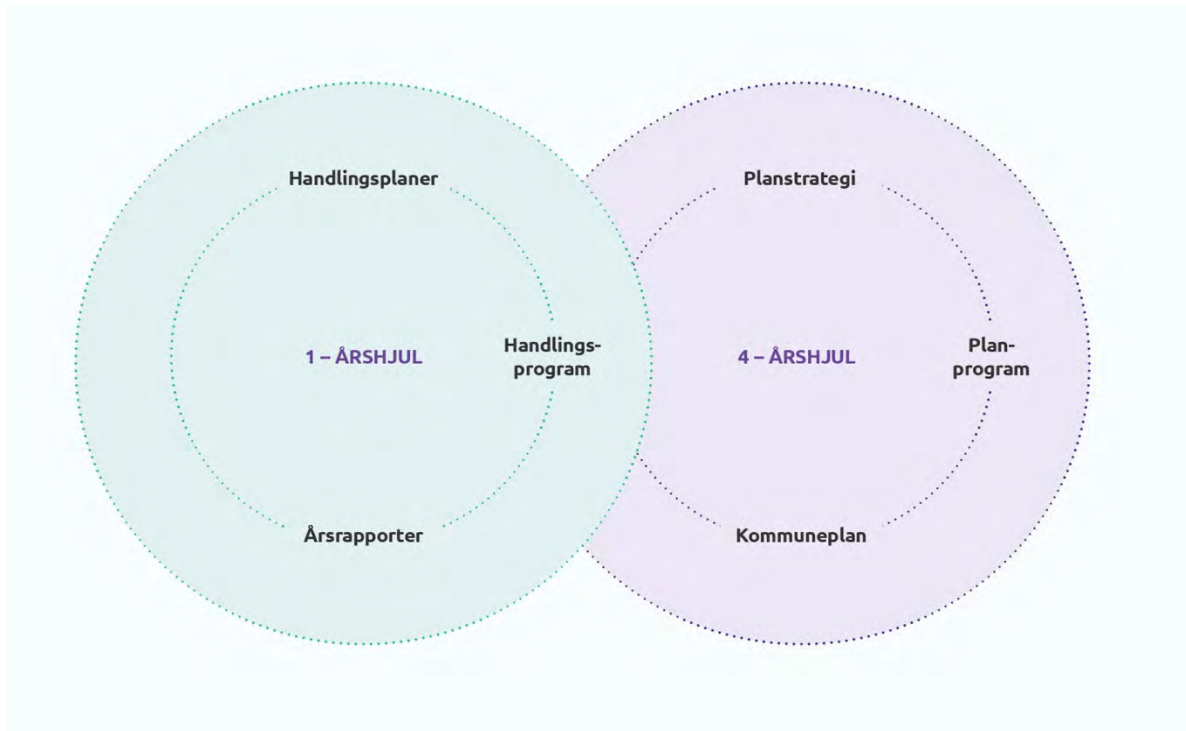 Handlingsplaner
1 – ÅRSHJUL
Handlings-
program
Årsrapporter
Planstrategi
4 – ÅRSHJUL
Plan-
program
Kommuneplan